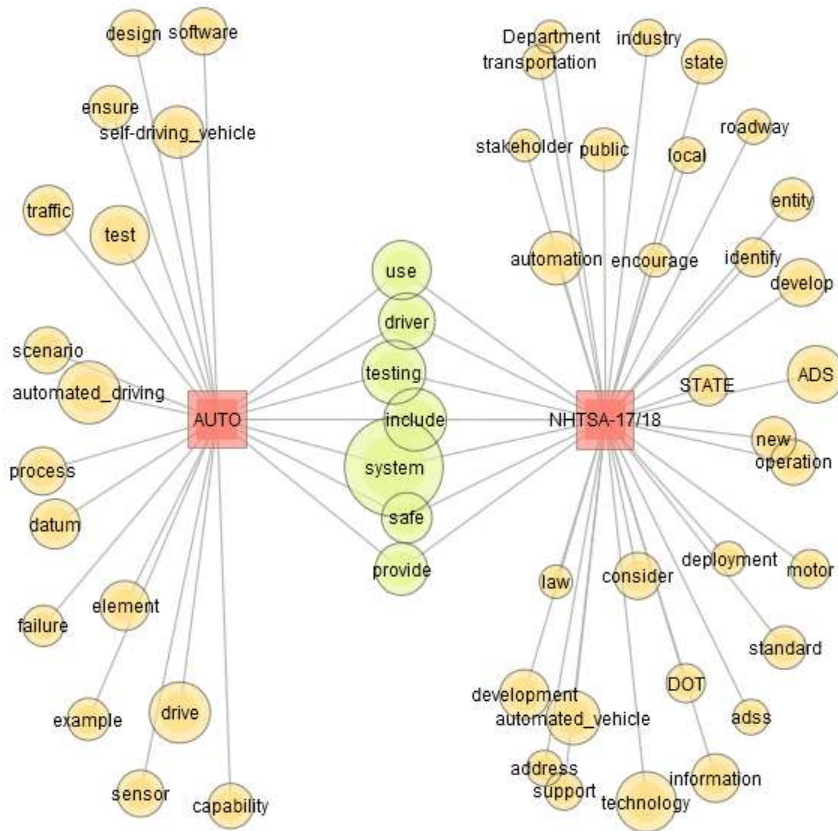 design
software
ensure
self-driving_vehicle
traffic
test
scenario
automated_driving
AUTO
process
datum
element
failure
example
drive
sensor
capability
use
driver
testing
include
system
safe
provide
Department
transportation
industry
state
stakeholder
public
local
roadway
automation
encourage
entity
identify
develop
STATE
ADS
NHTSA-17/18
new
operation
law
consider
deployment
motor
standard
development
automated_vehicle
DOT
adss
address
support
technology
information